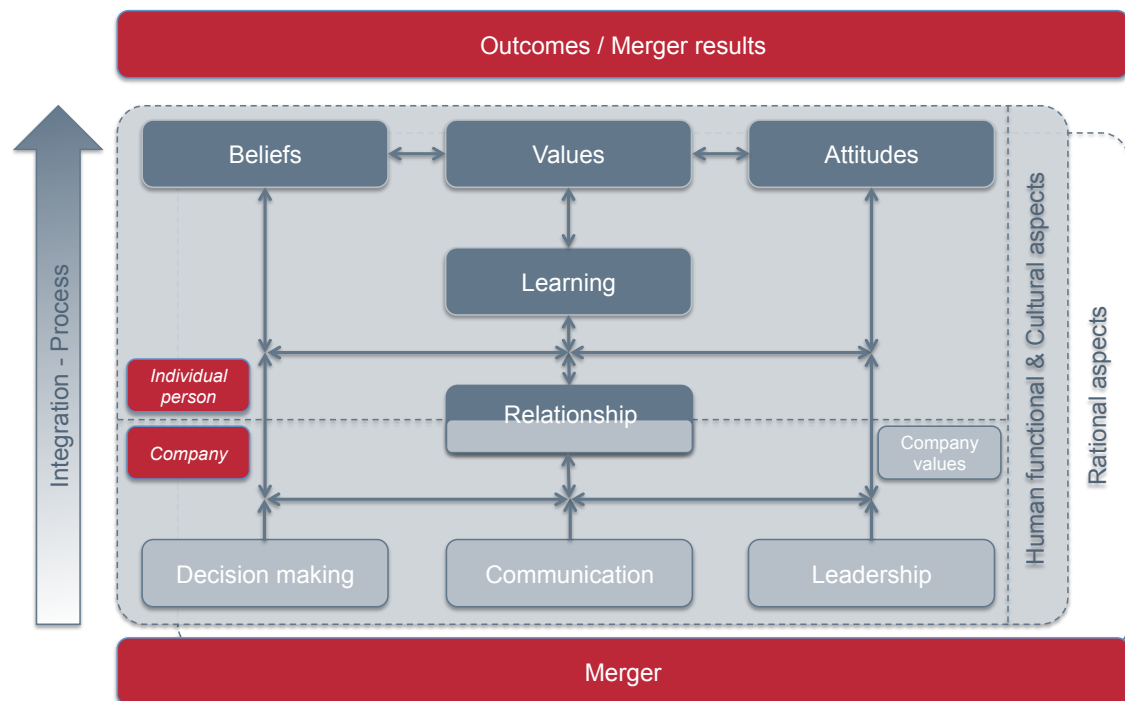 Outcomes / Merger results
Beliefs
Values
Attitudes
Learning
Individual
person
Relationship
Company
Company
values
Decision making
Communication
Leadership
Integration - Process
Human functional & Cultural aspects
Rational aspects
Merger